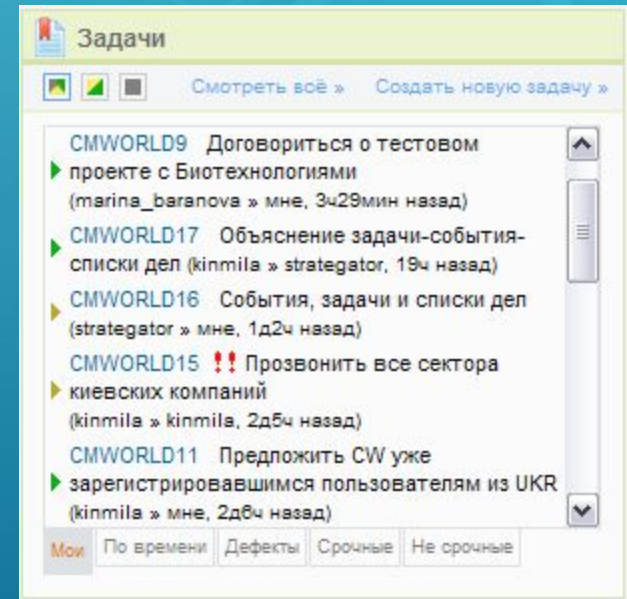 Задачи
Смотреть всё » Создать новую задачу »
CMWORLD9 Договориться о тестовом
проекте с Биотехнологиями
(marina_baranova » мне, 3ч29мин назад)
CMWORLD17 Объяснение задачи-события-
списки дел (kinmila » strategator, 19ч назад)
CMWORLD16 События, задачи и списки дел
(strategator » мне, 1д2ч назад)
CMWORLD15 !! Прозвонить все сектора
киевских компаний
(kinmila » kinmila, 2д5ч назад)
CMWORLD11 Предложить CW уже
зарегистрировавшимся пользователям из UKR
(kinmila » мне, 2д6ч назад)
Мои По времени Дефекты Срочные Не срочные